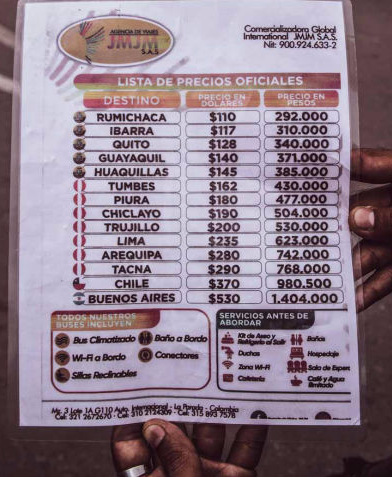 AGENCIA DE VIAJES
JMJM
S.A.S
Comercializadora Global
International JMJM S.A.S.
Nit: 900.924.633-2
LISTA DE PRECIOS OFICIALES
DESTINO PRECIO EN DOLARES PRECIO EN PESOS
RUMICHACA $110 292.000
IBARRA $117 310.000
QUITO $128 340.000
GUAYAQUIL $140 371.000
HUAQUILLAS $145 385.000
TUMBES $162 430.000
PIURA $180 477.000
CHICLAYO $190 504.000
TRUJILLO $200 530.000
LIMA $235 623.000
AREQUIPA $280 742.000
TACNA $290 768.000
CHILE $370 980.500
BUENOS AIRES $530 1.404.000
TODOS NUESTROS
BUSES INCLUYEN
Bus Climatizado Baño a Bordo
Wi-Fi a Bordo Conectores
Sillas Reclinables
SERVICIOS ANTES DE
ABORDAR
Kit de Aseo y
Refrigerio al Salir
Baños
Duchas Hospedaje
Zona WiFi Sala de Espera
Cafeteria Café y Agua
Ilimitado
Mz. 3 Lote 1A G110 Auto. Internacional - La Parada - Colombia
Cel: 321 2672670 - Cel: 310 2124309 - Cel: 315 893 7578